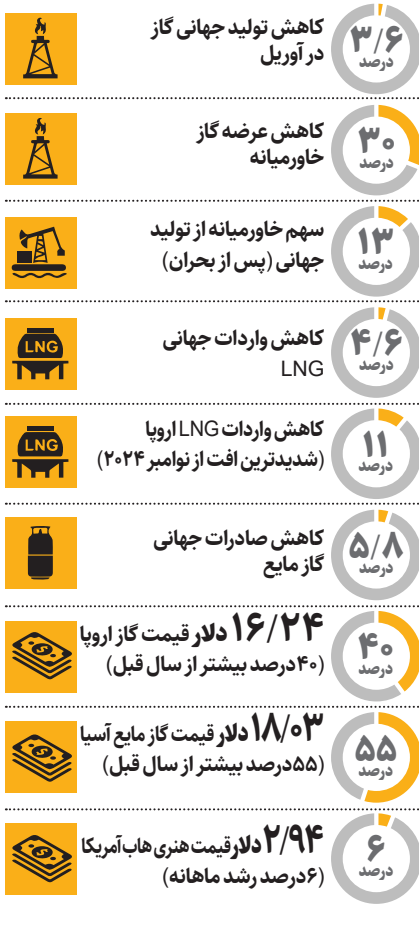 ۳/۶
درصد
کاهش تولید جهانی گاز
در آوریل
۳۰
درصد
کاهش عرضه گاز
خاورمیانه
۱۳
درصد
سهم خاورمیانه از تولید
جهانی (پس از بحران)
۴/۶
درصد
کاهش واردات جهانی
LNG
LNG
۱۱
درصد
کاهش واردات LNG اروپا
(شدیدترین افت از نوامبر ۲۰۲۴)
LNG
۵/۸
درصد
کاهش صادرات جهانی
گاز مایع
۴۰
درصد
۱۶/۲۴ دلار قیمت گاز اروپا
(۴۰درصد بیشتر از سال قبل)
۵۵
درصد
۱۸/۰۳ دلار قیمت گاز مایع آسیا
(۵۵درصد بیشتر از سال قبل)
۶
درصد
۲/۹۴ دلار قیمت هنری هاب آمریکا
(۶درصد رشد ماهانه)